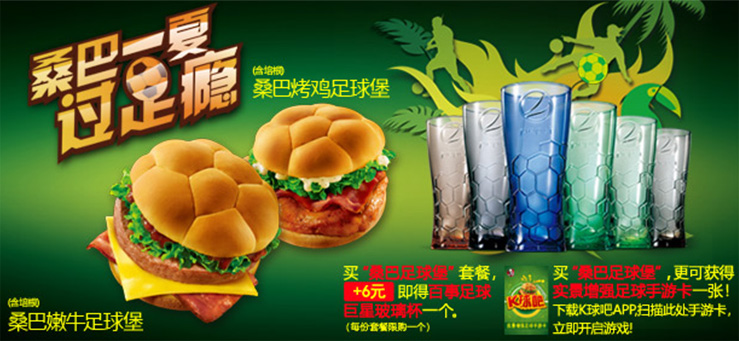 桑巴一夏
过足瘾
(含培根)
桑巴烤鸡足球堡
(含培根)
桑巴嫩牛足球堡
买“桑巴足球堡”套餐,
+6元 即得百事足球
巨星玻璃杯一个。
(每份套餐限购一个)
K球吧
买“桑巴足球堡”,更可获得
实景增强足球手游卡一张!
下载K球吧APP,扫描此处手游卡,
立即开启游戏!